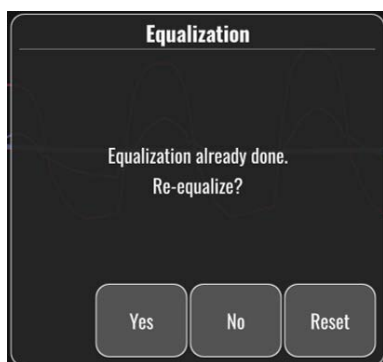 Equalization
Equalization already done.
Re-equalize?
Yes
No
Reset